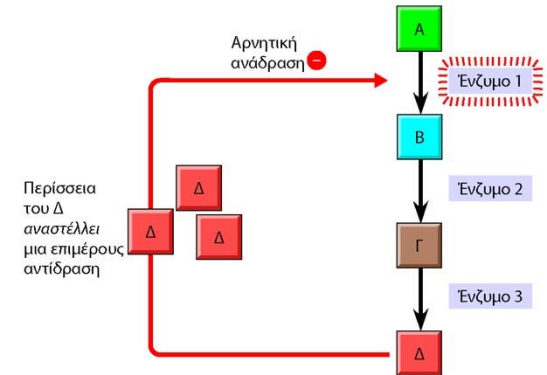 Αρνητική
ανάδραση
−
Α
Ένζυμο 1
Β
Ένζυμο 2
Γ
Ένζυμο 3
Δ
Δ
Δ
Δ
Περίσσεια
του Δ
αναστέλλει
μια επιμέρους
αντίδραση